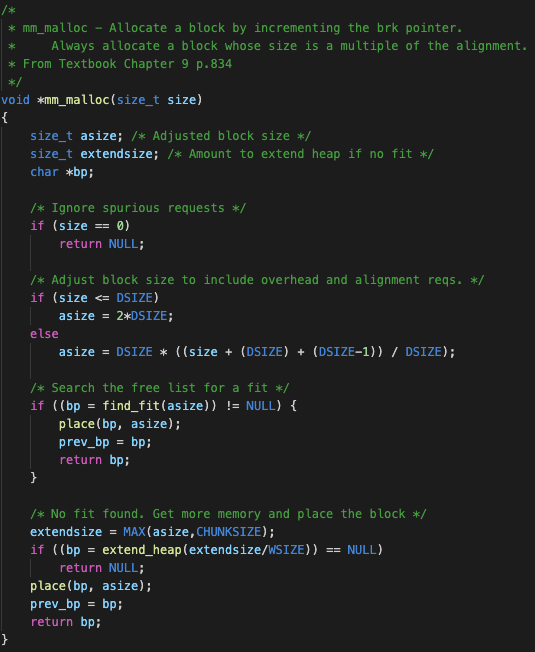 /*
 * mm_malloc - Allocate a block by incrementing the brk pointer.
 *     Always allocate a block whose size is a multiple of the alignment.
 * From Textbook Chapter 9 p.834
 */
void *mm_malloc(size_t size)
{
    size_t asize; /* Adjusted block size */
    size_t extendsize; /* Amount to extend heap if no fit */
    char *bp;

    /* Ignore spurious requests */
    if (size == 0)
        return NULL;

    /* Adjust block size to include overhead and alignment reqs. */
    if (size <= DSIZE)
        asize = 2*DSIZE;
    else
        asize = DSIZE * ((size + (DSIZE) + (DSIZE-1)) / DSIZE);

    /* Search the free list for a fit */
    if ((bp = find_fit(asize)) != NULL) {
        place(bp, asize);
        prev_bp = bp;
        return bp;
    }

    /* No fit found. Get more memory and place the block */
    extendsize = MAX(asize,CHUNKSIZE);
    if ((bp = extend_heap(extendsize/WSIZE)) == NULL)
        return NULL;
    place(bp, asize);
    prev_bp = bp;
    return bp;
}